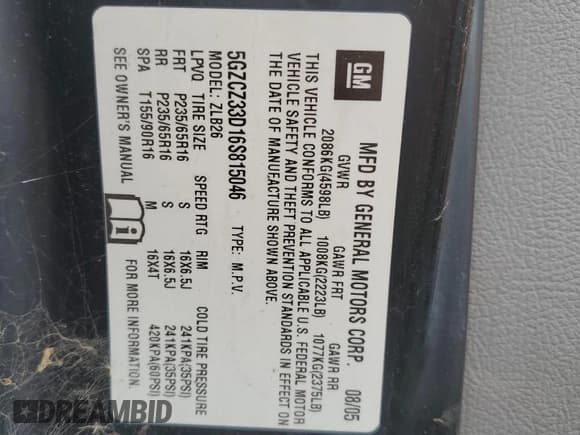 GM
MFD BY GENERAL MOTORS CORP. 08/05
GVWR GAWR FRT GAWR RR
2086KG(4598LB) 1008KG(2223LB) 1077KG(2375LB)
THIS VEHICLE CONFORMS TO ALL APPLICABLE U.S. FEDERAL MOTOR
VEHICLE SAFETY AND THEFT PREVENTION STANDARDS IN EFFECT ON
THE DATE OF MANUFACTURE SHOWN ABOVE.
5GZCZ33D16S815046 TYPE: M.P.V.
MODEL: ZLB26
LPVQ TIRE SIZE SPEED RTG RIM COLD TIRE PRESSURE
FRT P235/65R16 S 16X6.5J 241KPA(35PSI)
RR P235/65R16 S 16X6.5J 241KPA(35PSI)
SPA T155/90R16 M 16X4T 420KPA(60PSI)
SEE OWNER'S MANUAL i FOR MORE INFORMATION.
DREAMBID